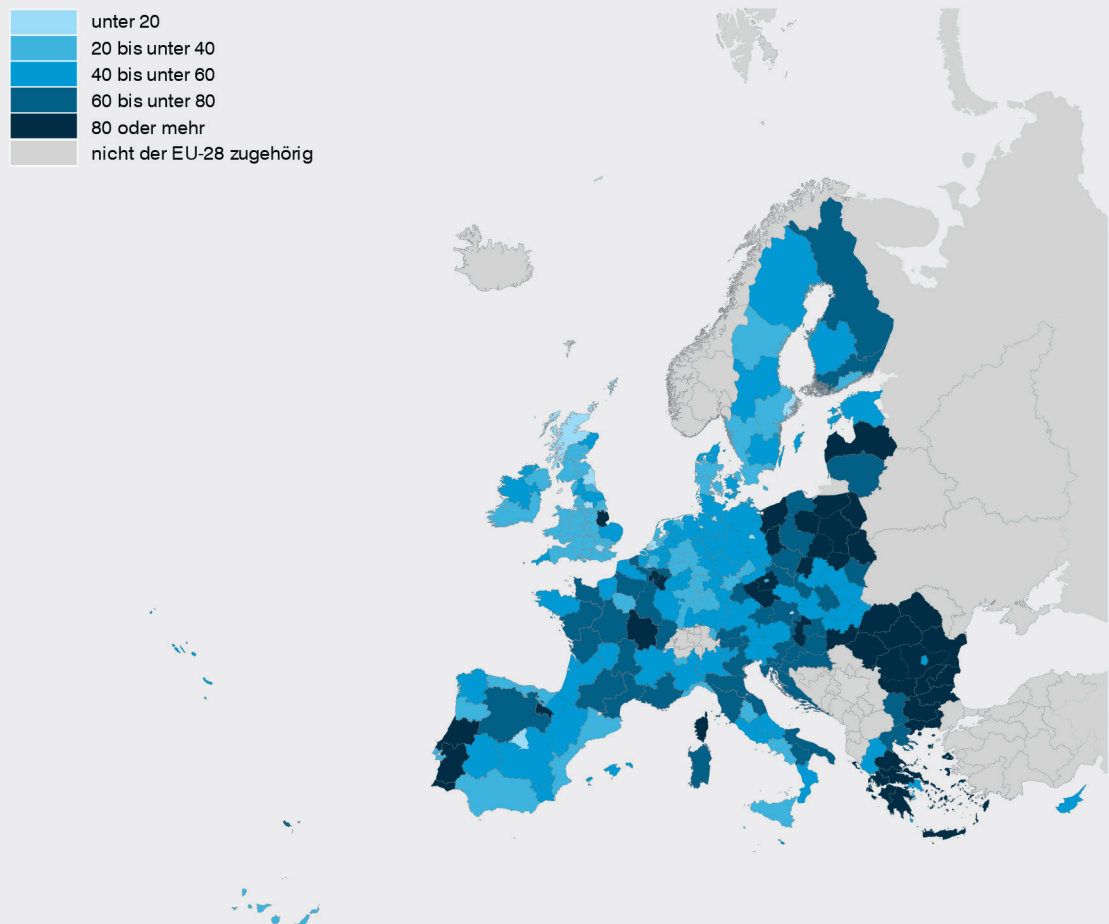 unter 20
20 bis unter 40
40 bis unter 60
60 bis unter 80
80 oder mehr
nicht der EU-28 zugehörig